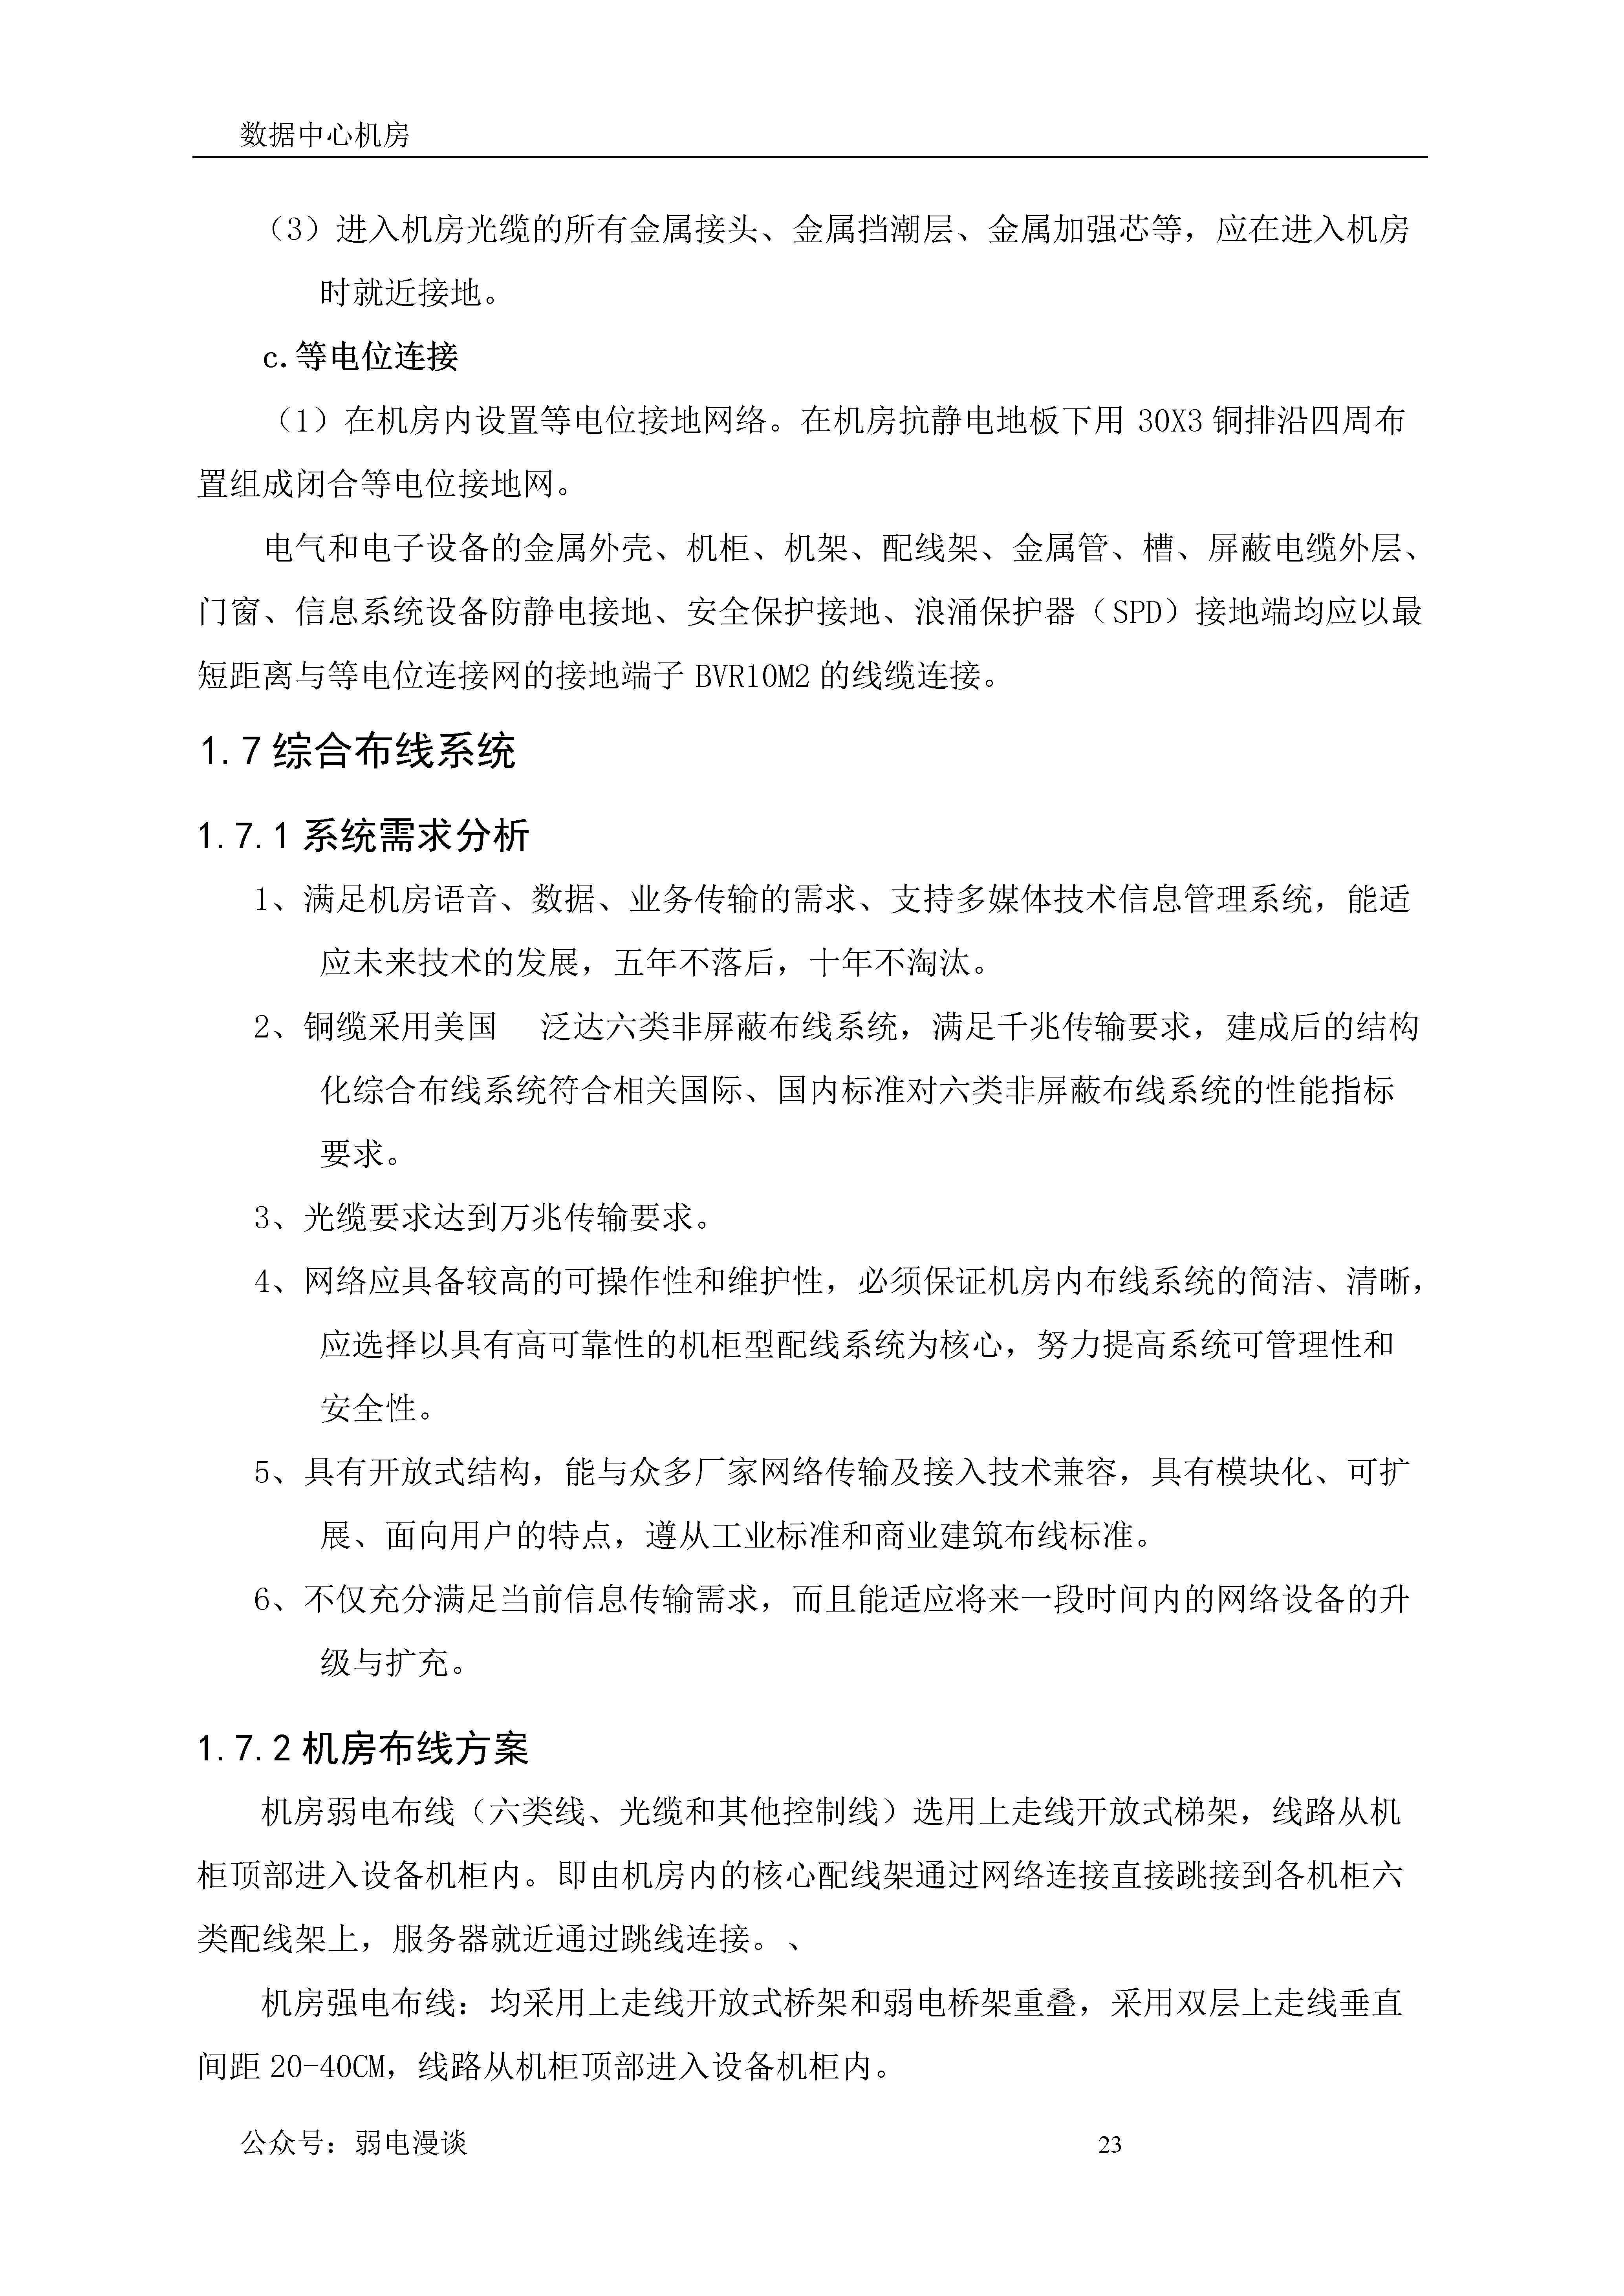 数据中心机房
（3）进入机房光缆的所有金属接头、金属挡潮层、金属加强芯等，应在进入机房
时就近接地。
c.等电位连接
（1）在机房内设置等电位接地网络。在机房抗静电地板下用 30X3 铜排沿四周布
置组成闭合等电位接地网。
电气和电子设备的金属外壳、机柜、机架、配线架、金属管、槽、屏蔽电缆外层、
门窗、信息系统设备防静电接地、安全保护接地、浪涌保护器（SPD）接地端均应以最
短距离与等电位连接网的接地端子 BVR10M2 的线缆连接。
1.7 综合布线系统
1.7.1 系统需求分析
1、满足机房语音、数据、业务传输的需求、支持多媒体技术信息管理系统，能适
应未来技术的发展，五年不落后，十年不淘汰。
2、铜缆采用美国 泛达六类非屏蔽布线系统，满足千兆传输要求，建成后的结构
化综合布线系统符合相关国际、国内标准对六类非屏蔽布线系统的性能指标
要求。
3、光缆要求达到万兆传输要求。
4、网络应具备较高的可操作性和维护性，必须保证机房内布线系统的简洁、清晰，
应选择以具有高可靠性的机柜型配线系统为核心，努力提高系统可管理性和
安全性。
5、具有开放式结构，能与众多厂家网络传输及接入技术兼容，具有模块化、可扩
展、面向用户的特点，遵从工业标准和商业建筑布线标准。
6、不仅充分满足当前信息传输需求，而且能适应将来一段时间内的网络设备的升
级与扩充。
1.7.2 机房布线方案
机房弱电布线（六类线、光缆和其他控制线）选用上走线开放式梯架，线路从机
柜顶部进入设备机柜内。即由机房内的核心配线架通过网络连接直接跳接到各机柜六
类配线架上，服务器就近通过跳线连接。、
机房强电布线：均采用上走线开放式桥架和弱电桥架重叠，采用双层上走线垂直
间距 20-40CM，线路从机柜顶部进入设备机柜内。
公众号：弱电漫谈 23